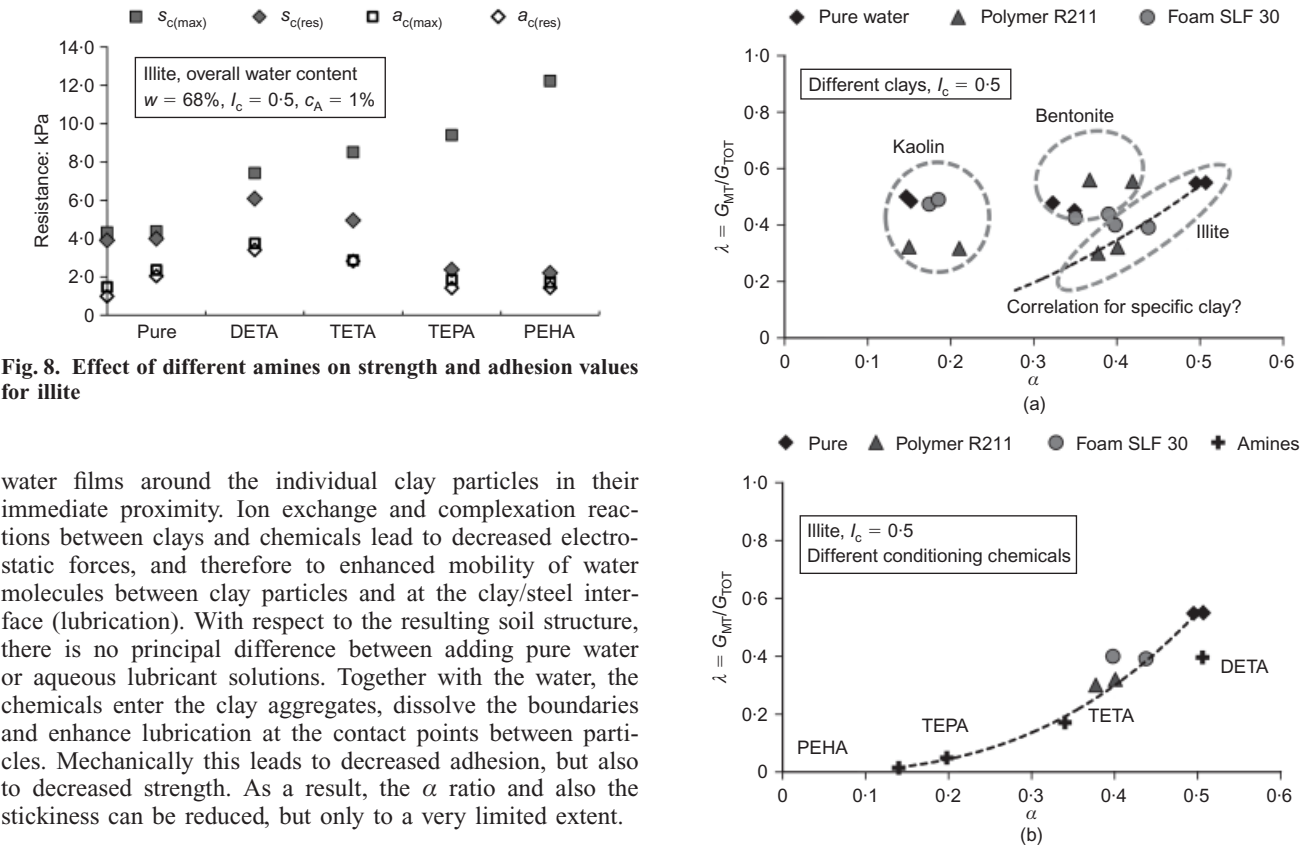 s_c(max) s_c(res) a_c(max) a_c(res)
14·0
12·0
10·0
8·0
6·0
4·0
2·0
0
Resistance: kPa
Illite, overall water content
w = 68%, I_c = 0·5, c_A = 1%
Pure DETA TETA TEPA PEHA
Fig. 8. Effect of different amines on strength and adhesion values
for illite
water films around the individual clay particles in their
immediate proximity. Ion exchange and complexation reac-
tions between clays and chemicals lead to decreased electro-
static forces, and therefore to enhanced mobility of water
molecules between clay particles and at the clay/steel inter-
face (lubrication). With respect to the resulting soil structure,
there is no principal difference between adding pure water
or aqueous lubricant solutions. Together with the water, the
chemicals enter the clay aggregates, dissolve the boundaries
and enhance lubrication at the contact points between parti-
cles. Mechanically this leads to decreased adhesion, but also
to decreased strength. As a result, the α ratio and also the
stickiness can be reduced, but only to a very limited extent.
Pure water Polymer R211 Foam SLF 30
1·0
0·8
0·6
0·4
0·2
0
λ = G_MT/G_TOT
Different clays, I_c = 0·5
Bentonite
Kaolin
Illite
Correlation for specific clay?
0 0·1 0·2 0·3 0·4 0·5 0·6
α
(a)
Pure Polymer R211 Foam SLF 30 Amines
1·0
0·8
0·6
0·4
0·2
0
λ = G_MT/G_TOT
Illite, I_c = 0·5
Different conditioning chemicals
DETA
TETA
TEPA
PEHA
0 0·1 0·2 0·3 0·4 0·5 0·6
α
(b)